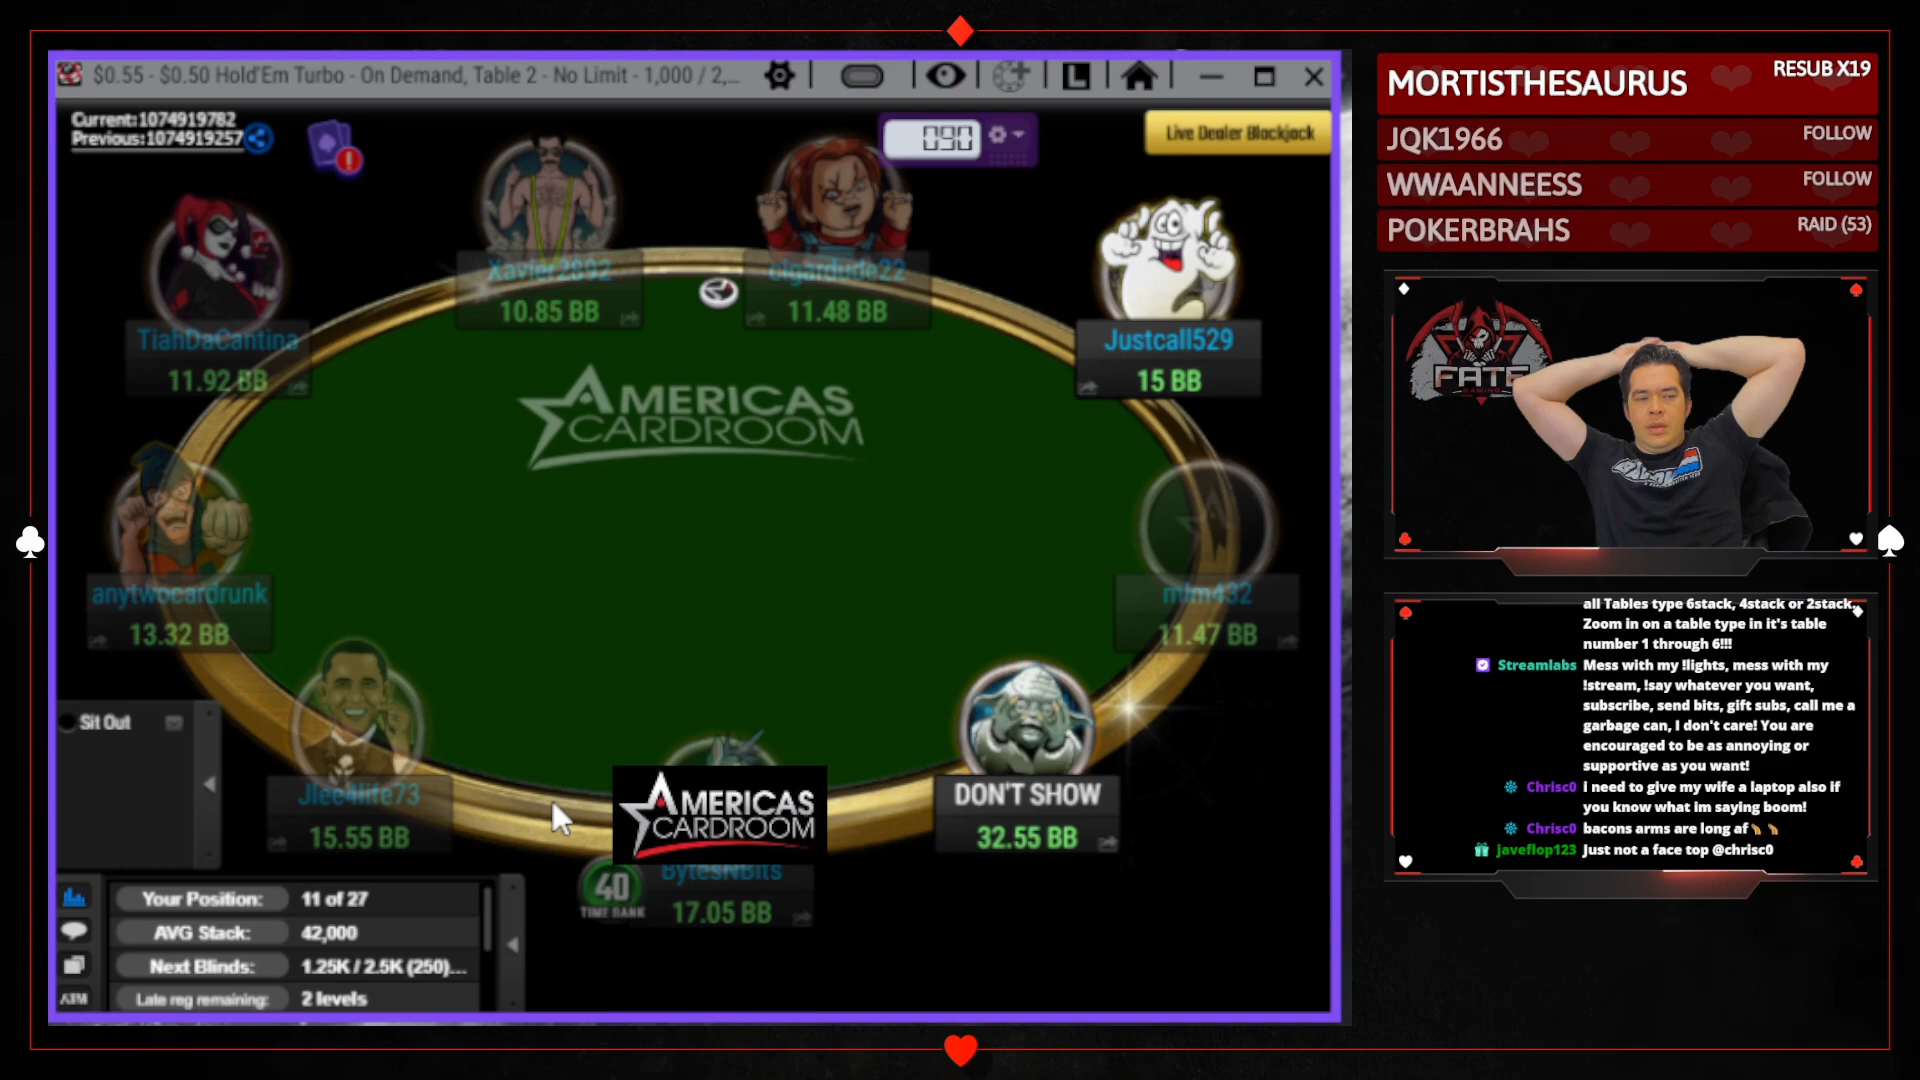 $0.55 - $0.50 Hold'Em Turbo - On Demand, Table 2 - No Limit - 1,000 / 2,...
L
Current:1074919782
Previous:1074919257
090
Live Dealer Blackjack
Xavier2892
10.85 BB
cigardude22
11.48 BB
TiahDaCantina
11.92 BB
Justcall529
15 BB
AMERICAS
CARDROOM
anytwocardrunk
13.32 BB
mlm432
11.47 BB
Sit Out
Jlee4life73
15.55 BB
AMERICAS
CARDROOM
DON'T SHOW
32.55 BB
40
TIME BANK
BytesNBits
17.05 BB
Your Position: 11 of 27
AVG Stack: 42,000
Next Blinds: 1.25K / 2.5K (250)....
Late reg remaining: 2 levels
MORTISTHESAURUS RESUB X19
JQK1966 FOLLOW
WWAANNEESS FOLLOW
POKERBRAHS RAID (53)
FATE
GAMING
all Tables type 6stack, 4stack or 2stack.
Zoom in on a table type in it's table
number 1 through 6!!!
Streamlabs Mess with my !lights, mess with my
!stream, !say whatever you want,
subscribe, send bits, gift subs, call me a
garbage can, I don't care! You are
encouraged to be as annoying or
supportive as you want!
Chrisc0 I need to give my wife a laptop also if
you know what im saying boom!
Chrisc0 bacons arms are long af
javeflop123 Just not a face top @chrisc0